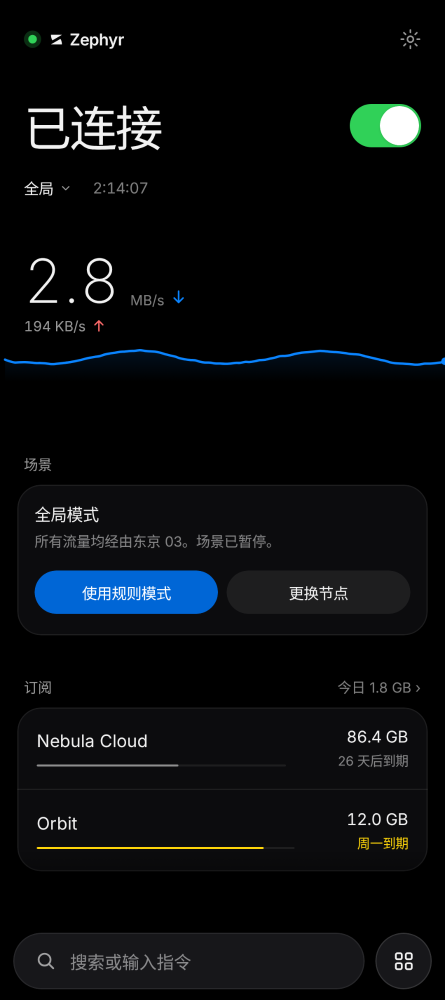 Zephyr
已连接
全局 2:14:07
2.8 MB/s ↓
194 KB/s ↑
场景
全局模式
所有流量均经由东京 03。场景已暂停。
使用规则模式 更换节点
订阅 今日 1.8 GB ›
Nebula Cloud 86.4 GB
26 天后到期
Orbit 12.0 GB
周一到期
搜索或输入指令